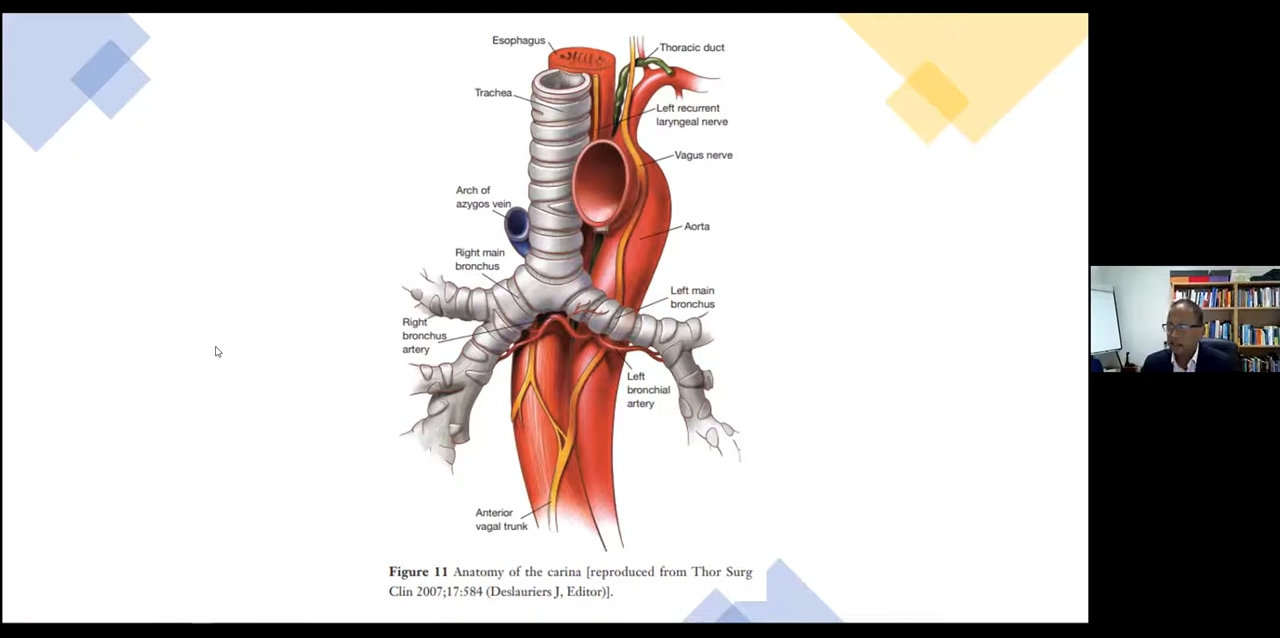 Esophagus
Thoracic duct
Trachea
Left recurrent
laryngeal nerve
Vagus nerve
Arch of
azygos vein
Aorta
Right main
bronchus
Left main
bronchus
Right
bronchus
artery
Left
bronchial
artery
Anterior
vagal trunk
Figure 11 Anatomy of the carina [reproduced from Thor Surg
Clin 2007;17:584 (Deslauriers J, Editor)].